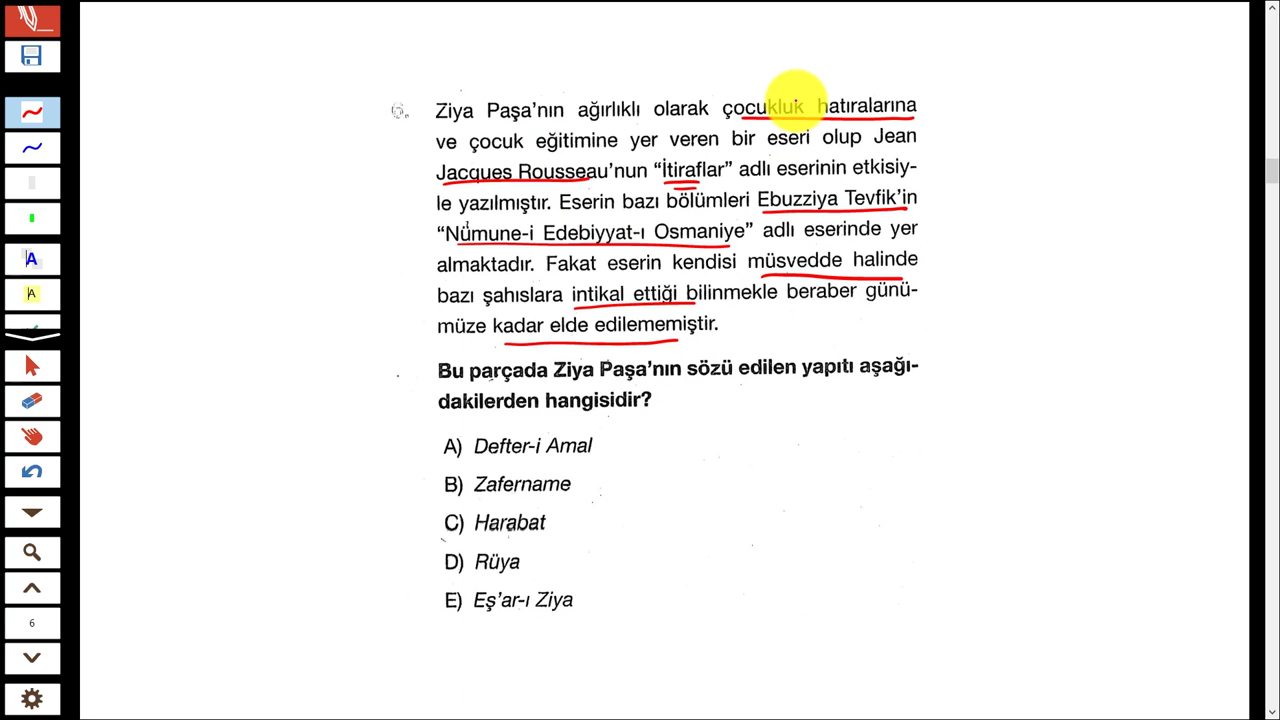 6. Ziya Paşa’nın ağırlıklı olarak çocukluk hatıralarına
ve çocuk eğitimine yer veren bir eseri olup Jean
Jacques Rousseau’nun “İtiraflar” adlı eserinin etkisiy-
le yazılmıştır. Eserin bazı bölümleri Ebuzziya Tevfik’in
“Nümune-i Edebiyyat-ı Osmaniye” adlı eserinde yer
almaktadır. Fakat eserin kendisi müsvedde halinde
bazı şahıslara intikal ettiği bilinmekle beraber günü-
müze kadar elde edilememiştir.
Bu parçada Ziya Paşa’nın sözü edilen yapıtı aşağı-
dakilerden hangisidir?
A) Defter-i Amal
B) Zafername
C) Harabat
D) Rüya
E) Eş’ar-ı Ziya
A
A
6